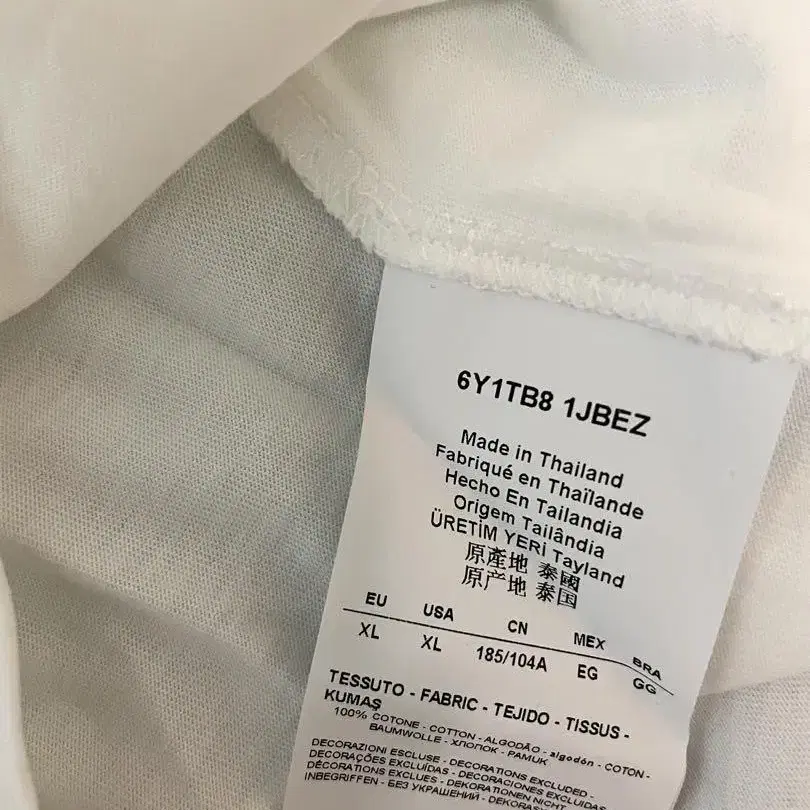 6Y1TB8 1JBEZ
Made in Thailand
Fabriqué en Thaïlande
Hecho En Tailandia
Origem Tailândia
ÜRETİM YERİ Tayland
原產地 泰國
原产地 泰国
EU USA CN MEX BRA
XL XL 185/104A EG GG
TESSUTO - FABRIC - TEJIDO - TISSUS -
KUMAŞ
100% COTONE - COTTON - ALGODÃO - algodón - COTON -
BAUMWOLLE - ХЛОПОК - PAMUK
DECORAZIONI ESCLUSE - DECORATIONS EXCLUDED -
DECORAÇÕES EXCLUÍDAS - DECORACIONES EXCLUIDAS
DÉCORATIONS EXCLUES - DEKORATIONEN NICHT
INBEGRIFFEN - БЕЗ УКРАШЕНИЙ -